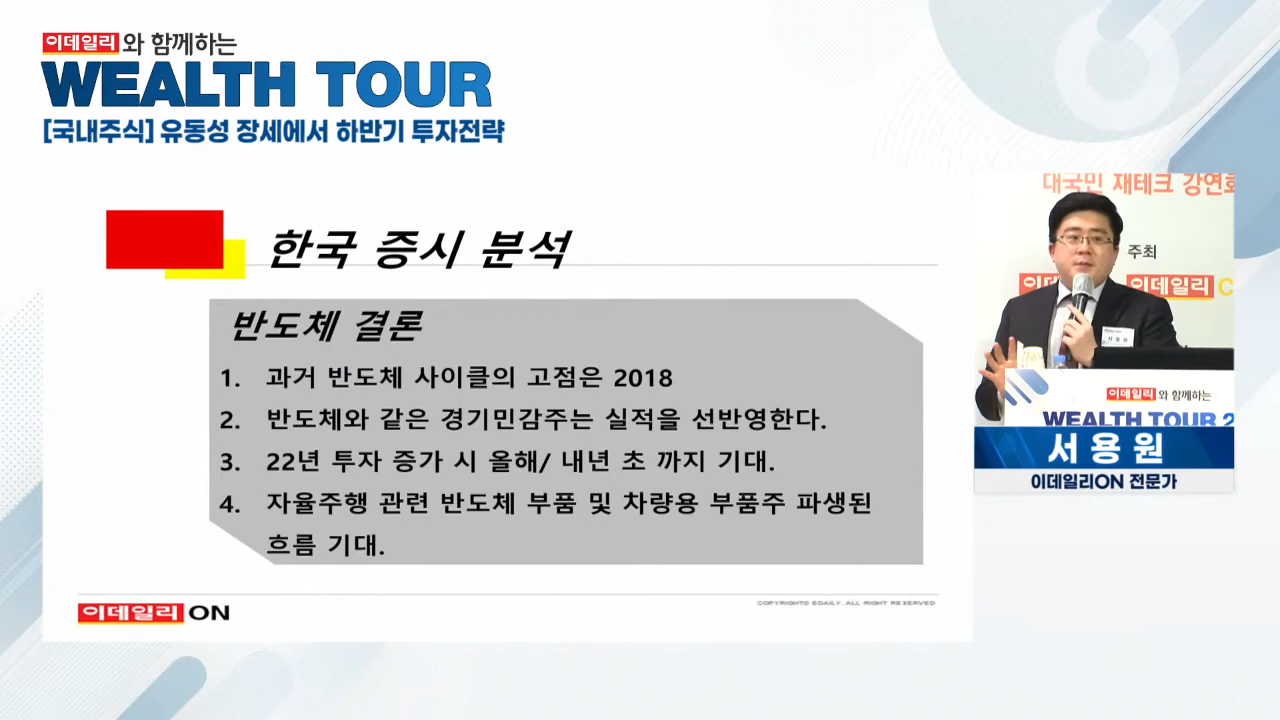 이데일리와 함께하는
WEALTH TOUR
[국내주식] 유동성 장세에서 하반기 투자전략
한국 증시 분석
반도체 결론
1. 과거 반도체 사이클의 고점은 2018
2. 반도체와 같은 경기민감주는 실적을 선반영한다.
3. 22년 투자 증가 시 올해/ 내년 초 까지 기대.
4. 자율주행 관련 반도체 부품 및 차량용 부품주 파생된
흐름 기대.
이데일리 ON
COPYRIGHT© EDAILY. ALL RIGHT RESERVED
대국민 재테크 강연회
주최
이데일리
이데일리와 함께하는
WEALTH TOUR 2
서용원
이데일리ON 전문가